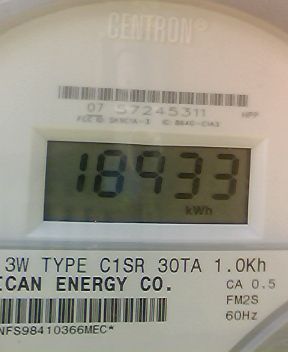 CENTRON®
07 57245311 HPP
18933
kWh
3W TYPE C1SR 30TA 1.0Kh
ICAN ENERGY CO. CA 0.5
FM2S
NFS98410366MEC* 60Hz